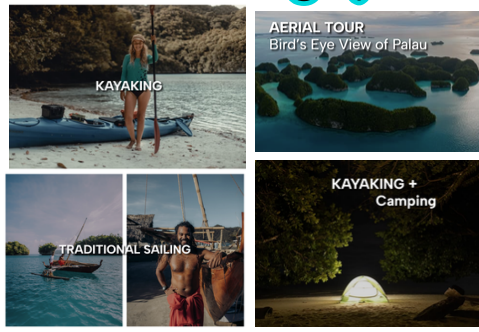 KAYAKING
AERIAL TOUR
Bird's Eye View of Palau
TRADITIONAL SAILING
KAYAKING +
Camping